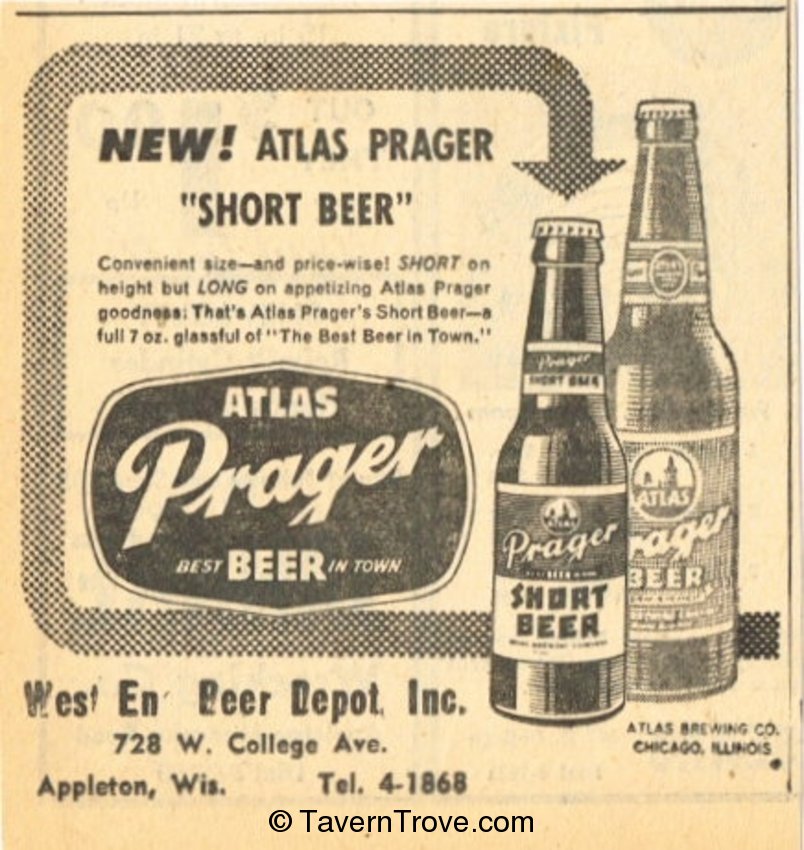 NEW! ATLAS PRAGER
"SHORT BEER"
Convenient size—and price-wise! SHORT on
height but LONG on appetizing Atlas Prager
goodness: That's Atlas Prager's Short Beer—a
full 7 oz. glassful of "The Best Beer in Town."
ATLAS
Prager
BEST BEER IN TOWN
Prager
SHORT BEER
ATLAS
Prager
BEER
SHORT
BEER
ATLAS
Prager
BEER
West En Beer Depot, Inc.
728 W. College Ave.
Appleton, Wis. Tel. 4-1868
ATLAS BREWING CO.
CHICAGO, ILLINOIS
© TavernTrove.com